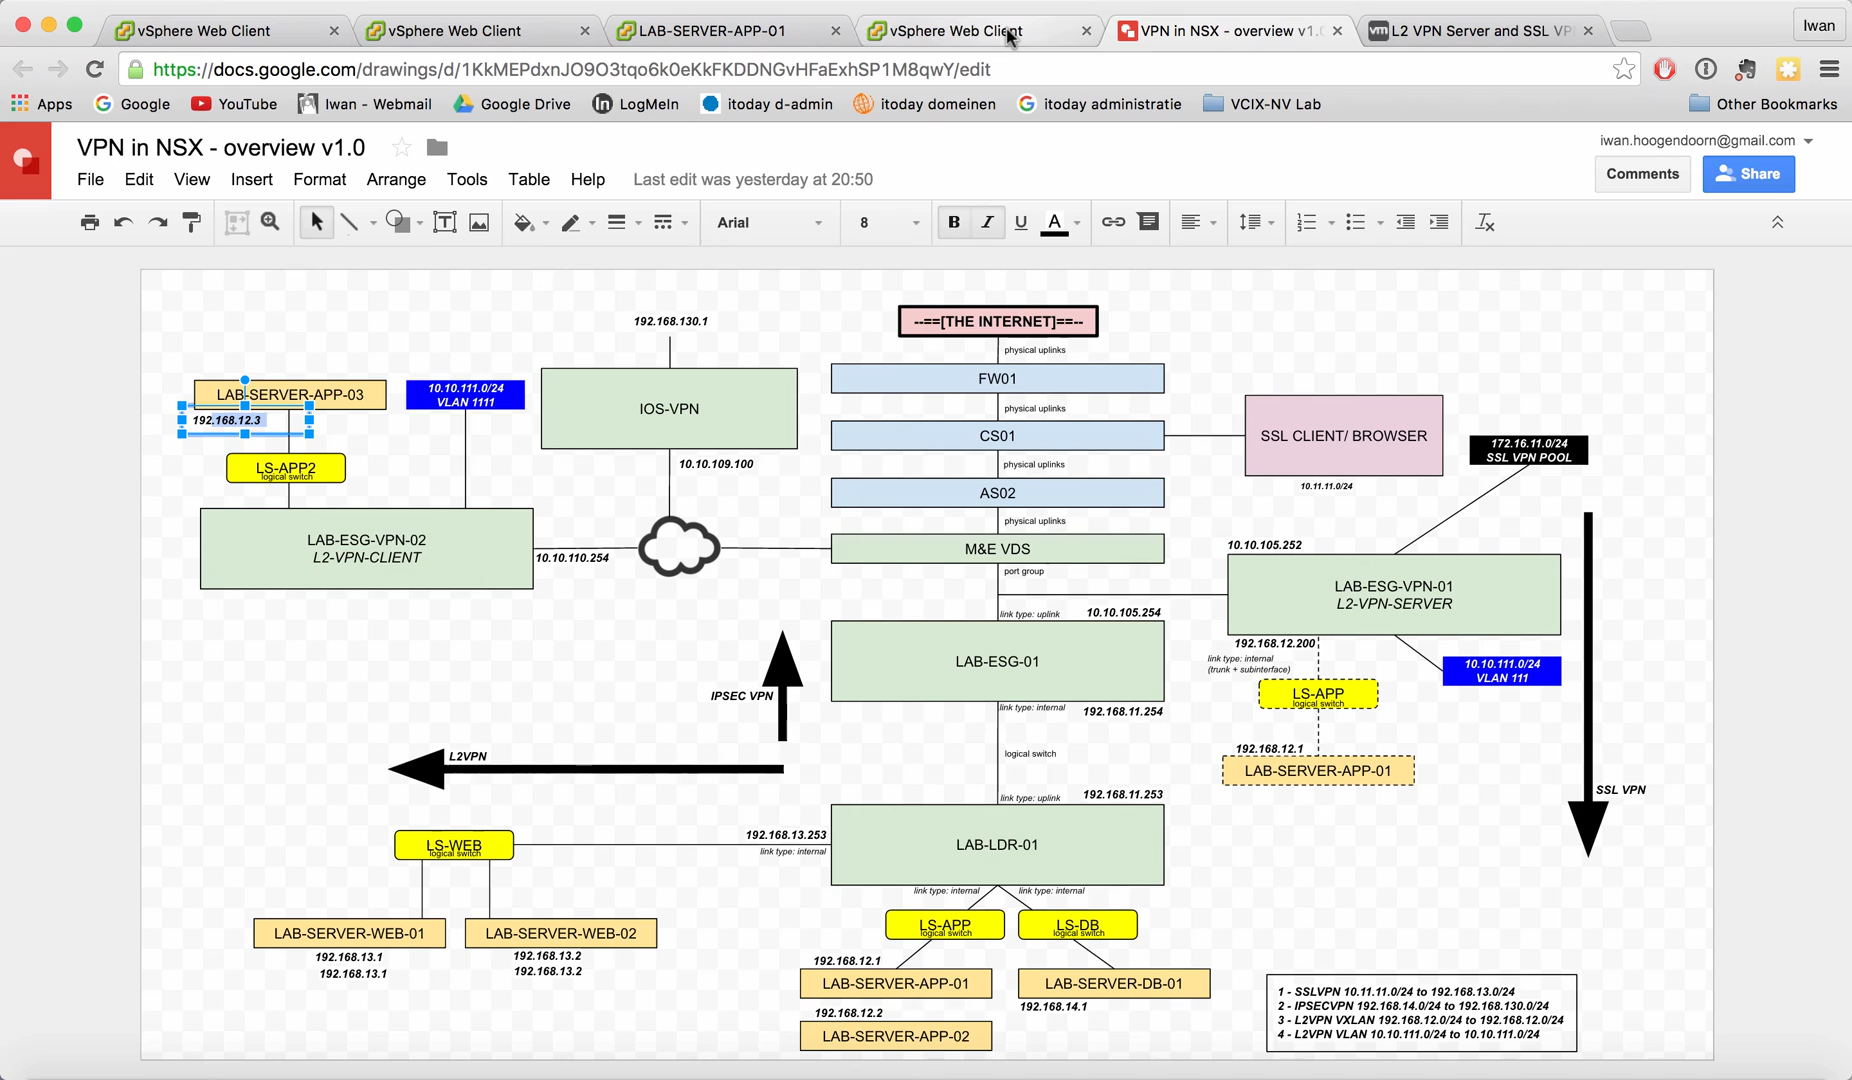 vSphere Web Client
vSphere Web Client
LAB-SERVER-APP-01
vSphere Web Client
VPN in NSX - overview v1.0
L2 VPN Server and SSL VP
Iwan
https://docs.google.com/drawings/d/1KkMEPdxnJO9O3tqo6k0eKkFKDDNGvHFaExhSP1M8qwY/edit
Apps
Google
YouTube
Iwan - Webmail
Google Drive
LogMeIn
itoday d-admin
itoday domeinen
itoday administratie
VCIX-NV Lab
Other Bookmarks
VPN in NSX - overview v1.0
iwan.hoogendoorn@gmail.com
File Edit View Insert Format Arrange Tools Table Help
Last edit was yesterday at 20:50
Comments
Share
Arial
8
B I U A
--==[THE INTERNET]==--
physical uplinks
FW01
physical uplinks
CS01
physical uplinks
AS02
physical uplinks
M&E VDS
port group
192.168.130.1
IOS-VPN
10.10.109.100
LAB-SERVER-APP-03
192.168.12.3
10.10.111.0/24
VLAN 1111
LS-APP2
logical switch
LAB-ESG-VPN-02
L2-VPN-CLIENT
10.10.110.254
SSL CLIENT/ BROWSER
10.11.11.0/24
172.16.11.0/24
SSL VPN POOL
10.10.105.252
LAB-ESG-VPN-01
L2-VPN-SERVER
192.168.12.200
link type: internal
(trunk + subinterface)
10.10.111.0/24
VLAN 111
LS-APP
logical switch
192.168.12.1
LAB-SERVER-APP-01
SSL VPN
link type: uplink
10.10.105.254
LAB-ESG-01
link type: internal
192.168.11.254
logical switch
IPSEC VPN
L2VPN
link type: uplink
192.168.11.253
LAB-LDR-01
192.168.13.253
link type: internal
LS-WEB
logical switch
LAB-SERVER-WEB-01
192.168.13.1
192.168.13.1
LAB-SERVER-WEB-02
192.168.13.2
192.168.13.2
link type: internal
link type: internal
LS-APP
logical switch
LS-DB
logical switch
192.168.12.1
LAB-SERVER-APP-01
192.168.12.2
LAB-SERVER-APP-02
LAB-SERVER-DB-01
192.168.14.1
1 - SSLVPN 10.11.11.0/24 to 192.168.13.0/24
2 - IPSECVPN 192.168.14.0/24 to 192.168.130.0/24
3 - L2VPN VXLAN 192.168.12.0/24 to 192.168.12.0/24
4 - L2VPN VLAN 10.10.111.0/24 to 10.10.111.0/24